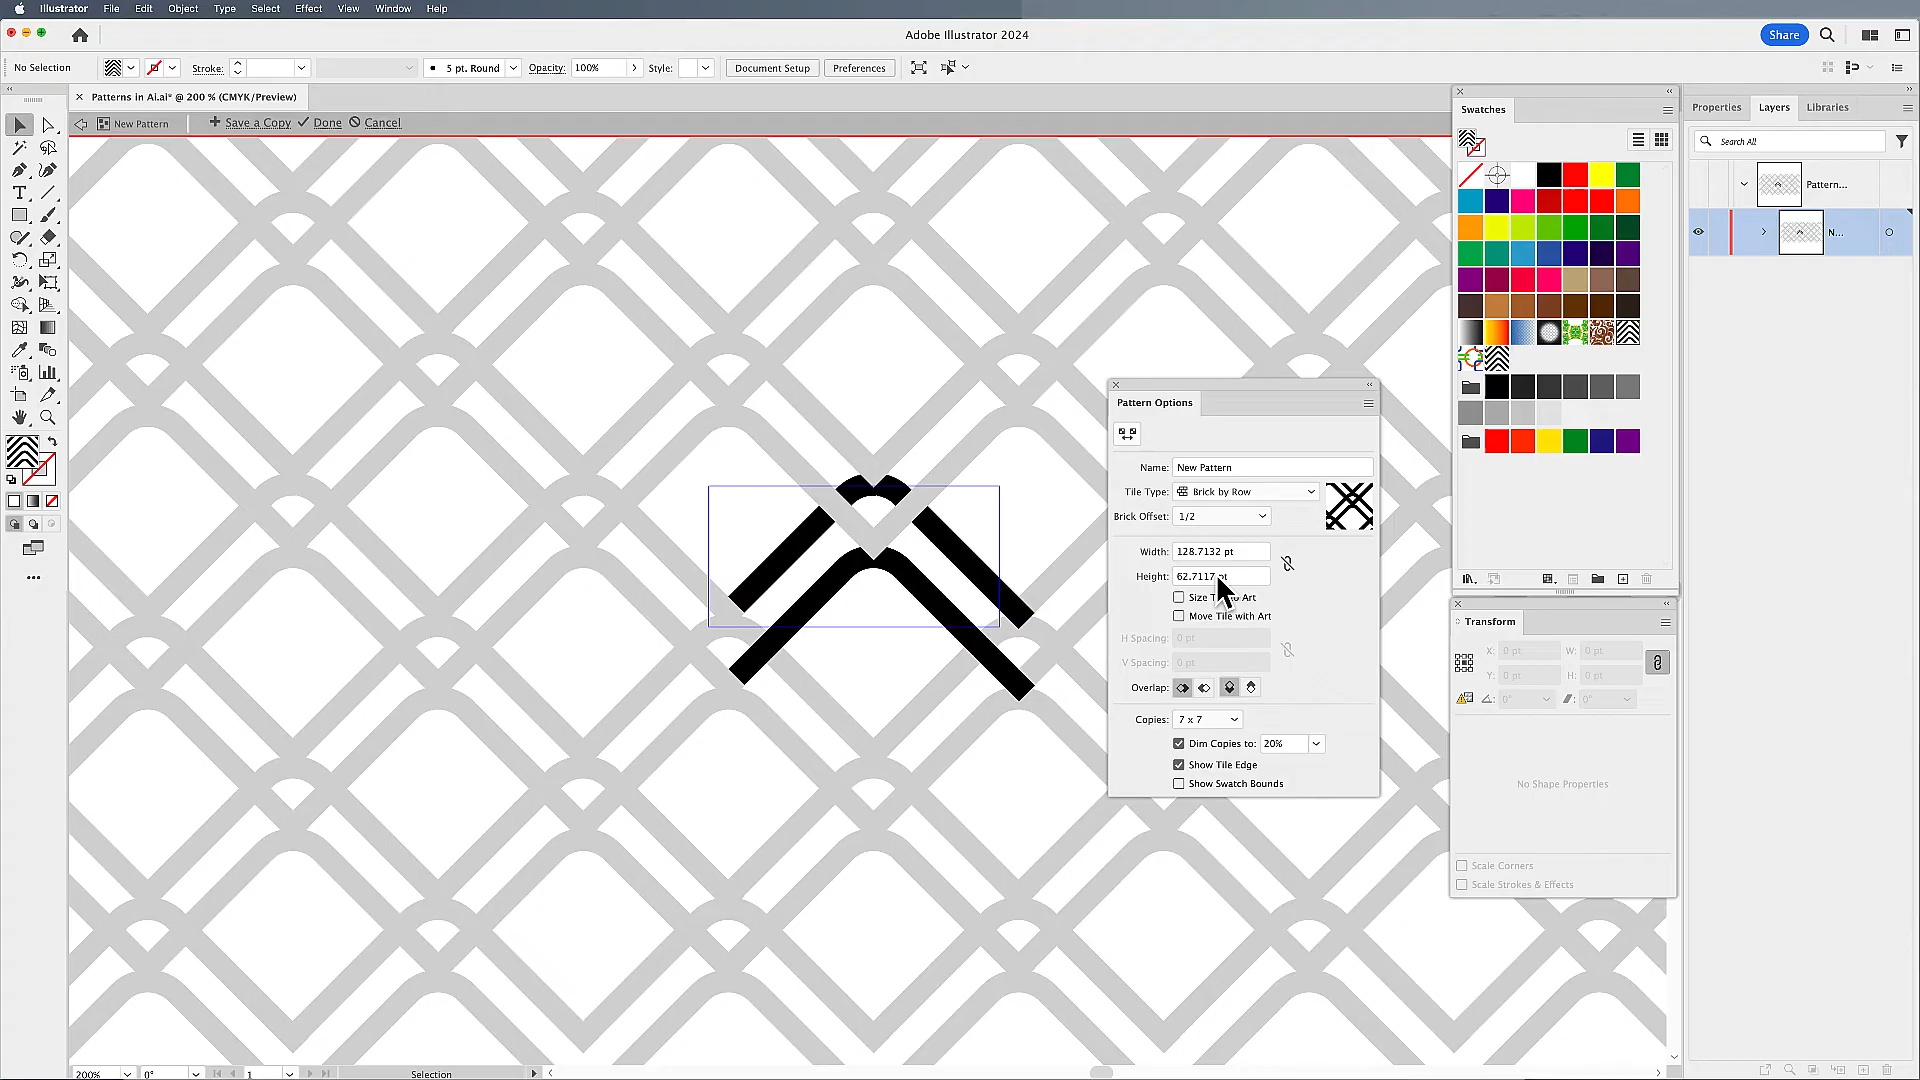 Illustrator File Edit Object Type Select Effect View Window Help
Adobe Illustrator 2024
Share
No Selection
Stroke:
5 pt. Round
Opacity:
100%
Style:
Document Setup
Preferences
Patterns in Ai.ai* @ 200 % (CMYK/Preview)
New Pattern
Save a Copy
Done
Cancel
Swatches
Properties
Layers
Libraries
Search All
Pattern...
N...
Pattern Options
Name: New Pattern
Tile Type: Brick by Row
Brick Offset: 1/2
Width: 128.7132 pt
Height: 62.7117 pt
Move Tile with Art
H Spacing: 0 pt
V Spacing: 0 pt
Overlap:
Copies: 7 x 7
Dim Copies to: 20%
Show Tile Edge
Show Swatch Bounds
Transform
X: 0 pt W: 0 pt
Y: 0 pt H: 0 pt
0° 0°
No Shape Properties
Scale Corners
Scale Strokes & Effects
200% 0° 1 Selection